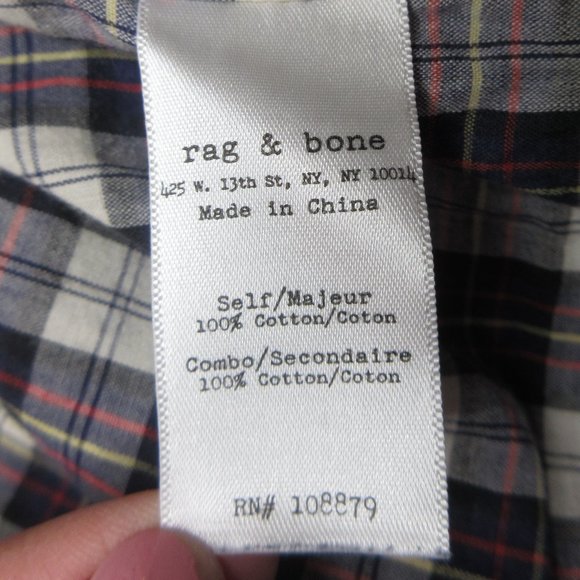 rag & bone
425 W. 13th St, NY, NY 10014
Made in China
Self/Majeur
100% Cotton/Coton
Combo/Secondaire
100% Cotton/Coton
RN# 108879